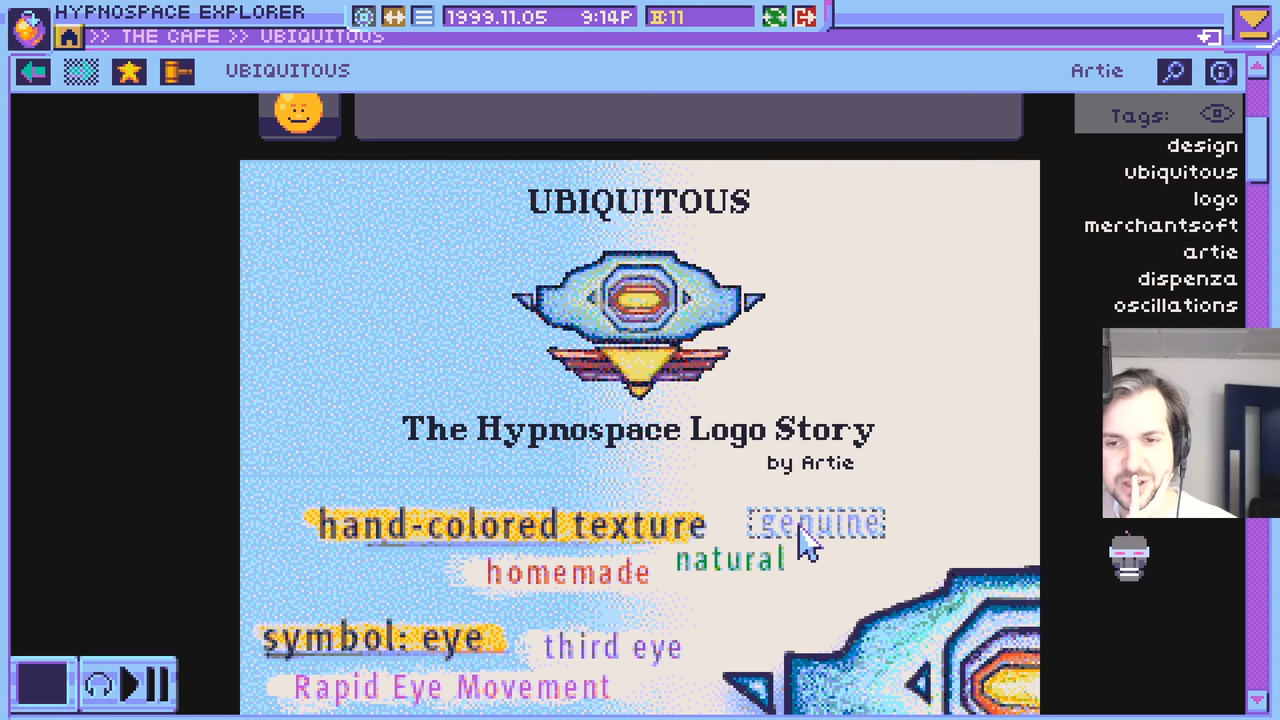 HYPNOSPACE EXPLORER
1999.11.05 9:14P
11
>> THE CAFE >> UBIQUITOUS
UBIQUITOUS
Artie
Tags:
design
ubiquitous
logo
merchantsoft
artie
dispenza
oscillations
UBIQUITOUS
The Hypnospace Logo Story
by Artie
hand-colored texture
genuine
natural
homemade
symbol: eye
third eye
Rapid Eye Movement